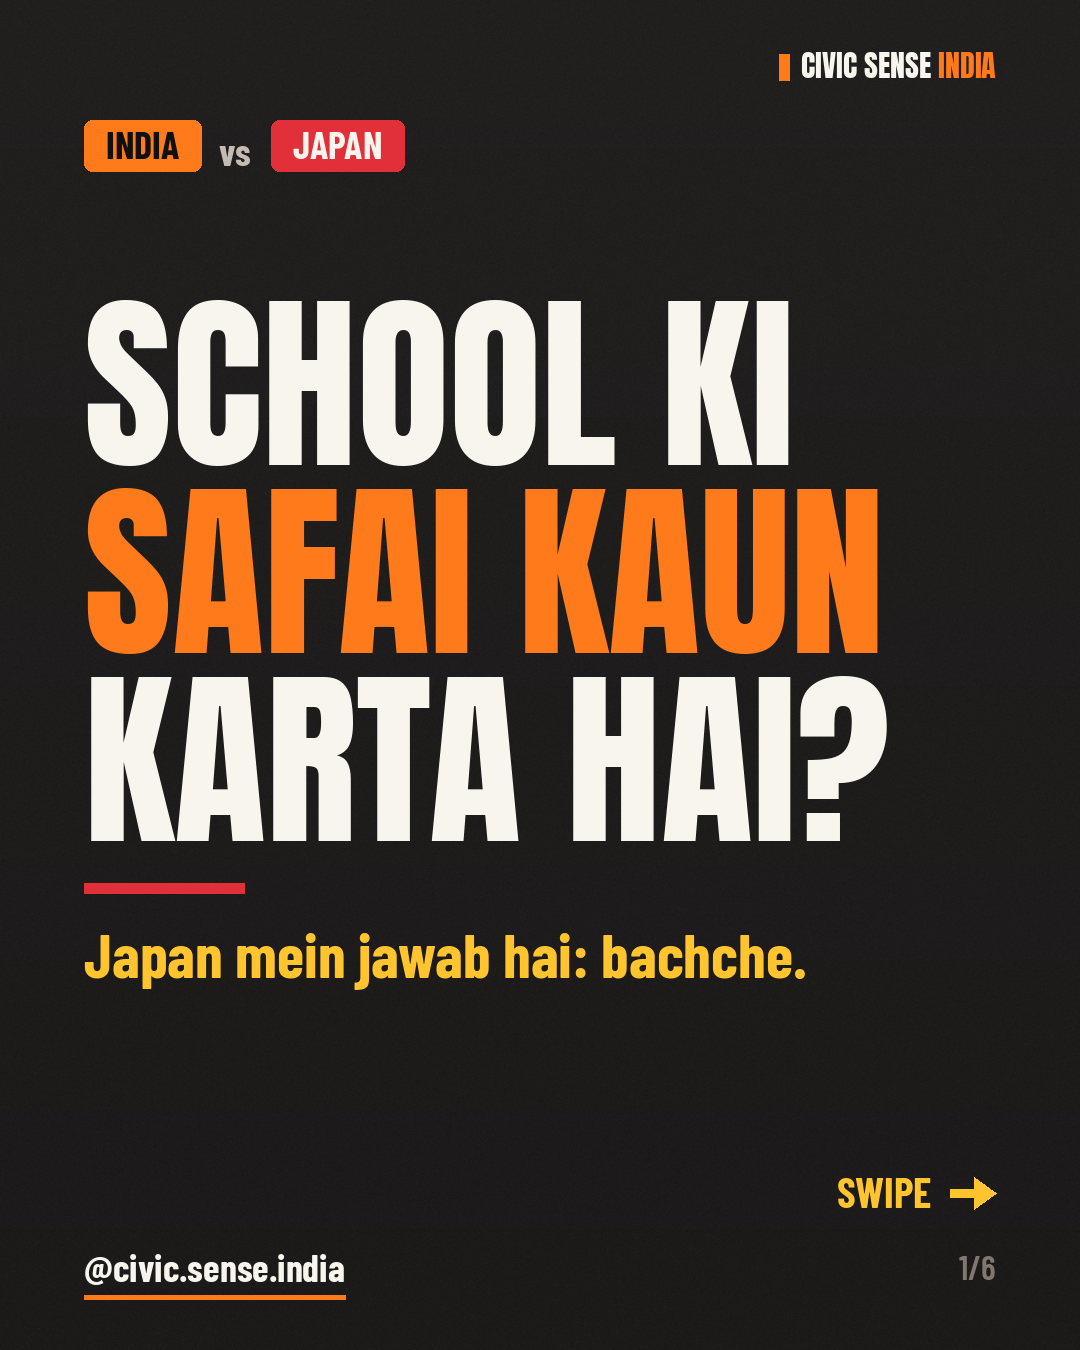 CIVIC SENSE INDIA
INDIA vs JAPAN
SCHOOL KI
SAFAI KAUN
KARTA HAI?
Japan mein jawab hai: bachche.
SWIPE
@civic.sense.india
1/6